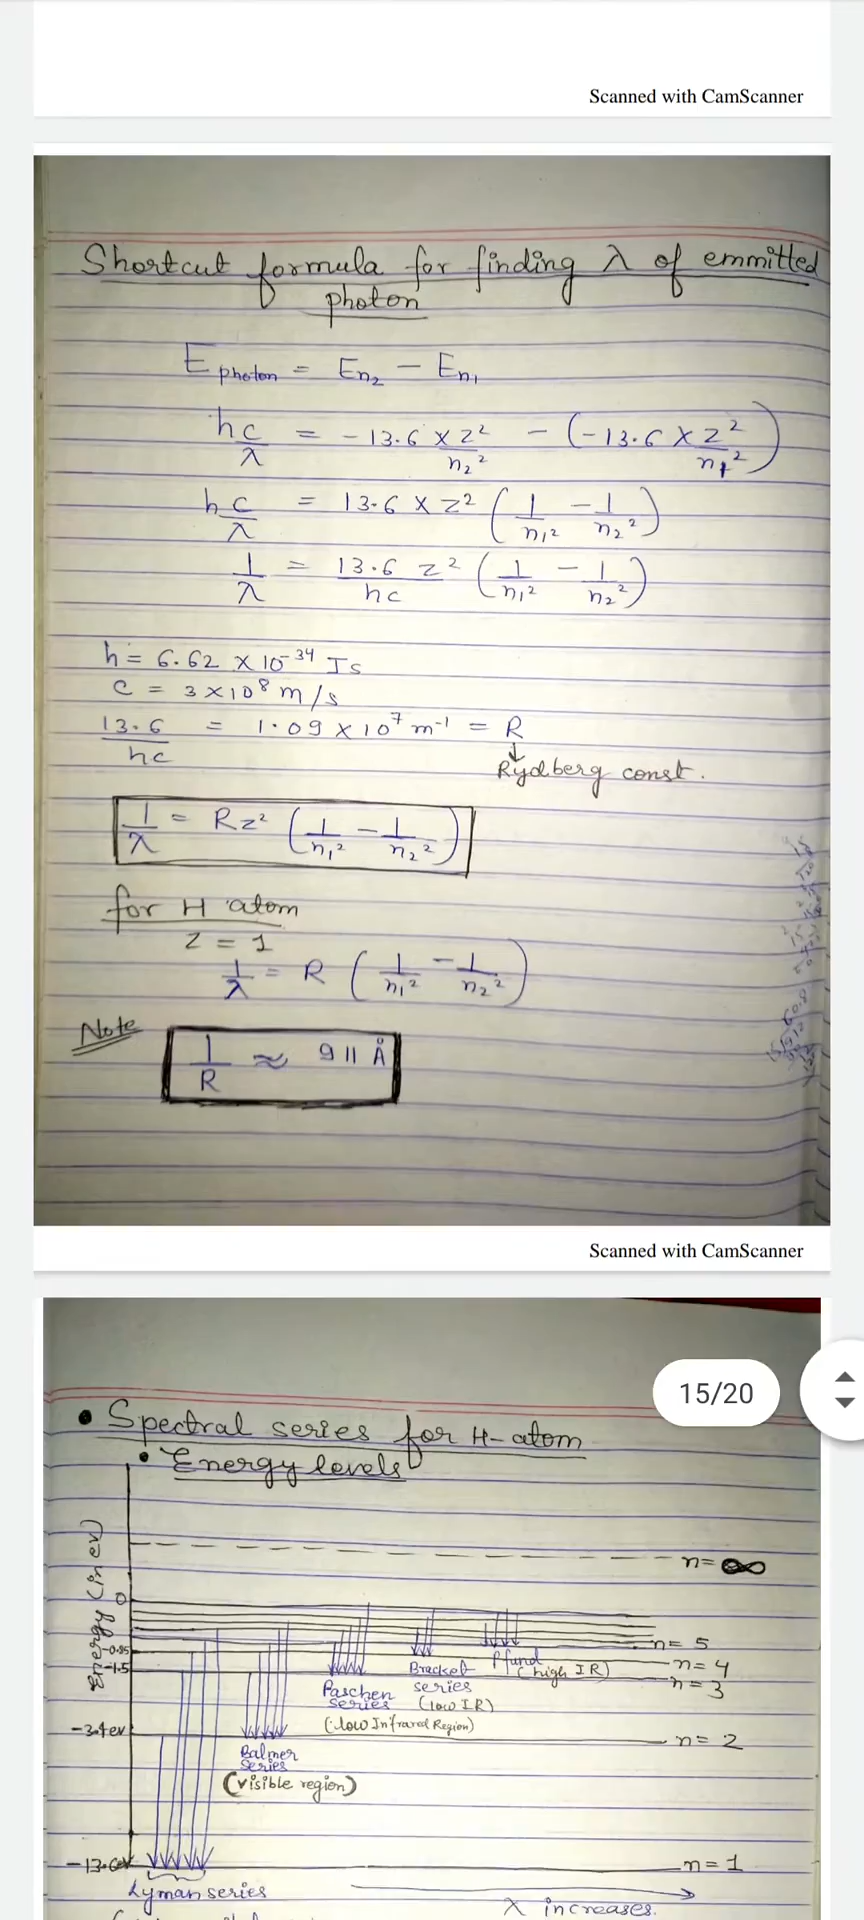 Scanned with CamScanner
Shortcut formula for finding λ of emmitted
photon
E photon = En₂ − En₁
hc/λ = −13.6 × z²/n₂² − (−13.6 × z²/n₁²)
hc/λ = 13.6 × z² (1/n₁² − 1/n₂²)
1/λ = 13.6 z²/hc (1/n₁² − 1/n₂²)
h = 6.62 × 10⁻³⁴ Js
c = 3×10⁸ m/s
13.6/hc = 1.09 × 10⁷ m⁻¹ = R
↓
Rydberg const.
1/λ = Rz² (1/n₁² − 1/n₂²)
for H atom
z = 1
1/λ = R (1/n₁² − 1/n₂²)
Note
1/R ≈ 911 Å
Scanned with CamScanner
15/20
• Spectral series for H-atom
• Energy levels
Energy (in ev)
n = ∞
0
n = 5
-0.85
n = 4
-1.5
n = 3
Pfund (high IR)
Bracket
series
(low IR)
Paschen
series
(low Infrared Region)
-3.4ev
n = 2
Balmer
series
(visible region)
-13.6ev
n = 1
Lyman series
λ increases.